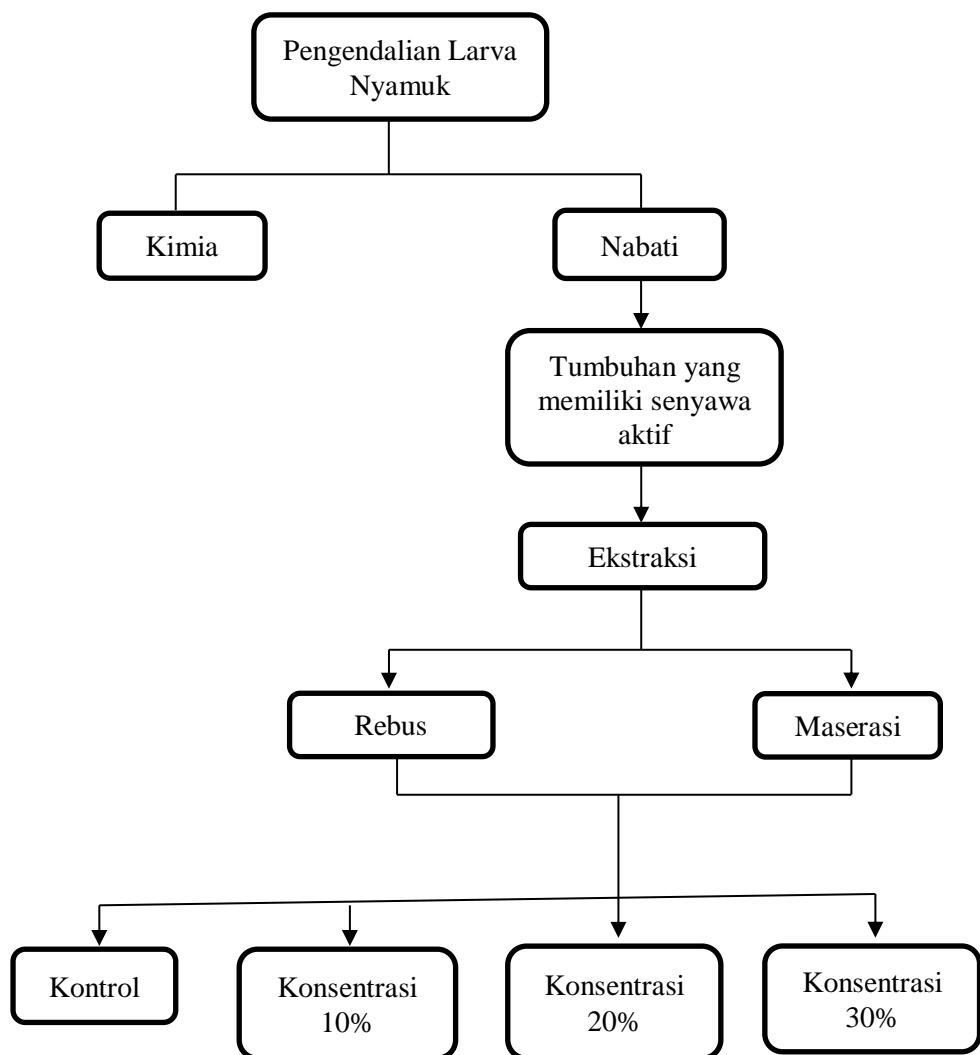 Pengendalian Larva
Nyamuk
Kimia
Nabati
Tumbuhan yang
memiliki senyawa
aktif
Ekstraksi
Rebus
Maserasi
Kontrol
Konsentrasi
10%
Konsentrasi
20%
Konsentrasi
30%